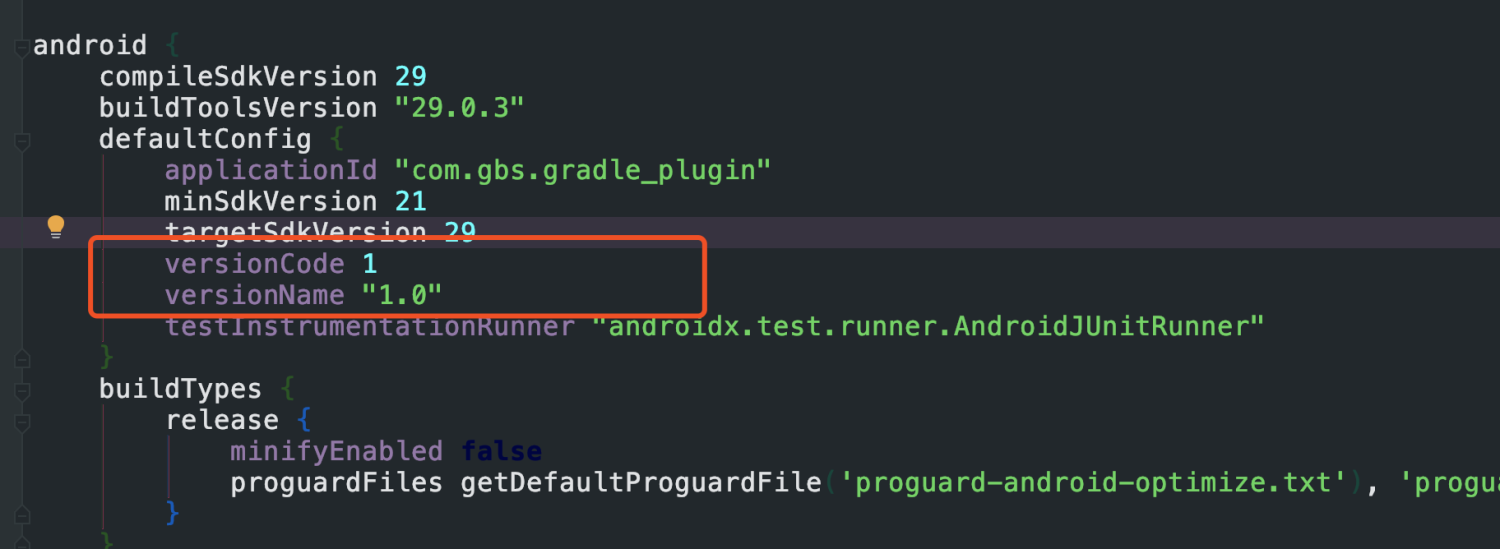 android {
compileSdkVersion 29
buildToolsVersion "29.0.3"
defaultConfig {
applicationId "com.gbs.gradle_plugin"
minSdkVersion 21
targetSdkVersion 29
versionCode 1
versionName "1.0"
testInstrumentationRunner "androidx.test.runner.AndroidJUnitRunner"
}
buildTypes {
release {
minifyEnabled false
proguardFiles getDefaultProguardFile('proguard-android-optimize.txt'), 'progu
}
}